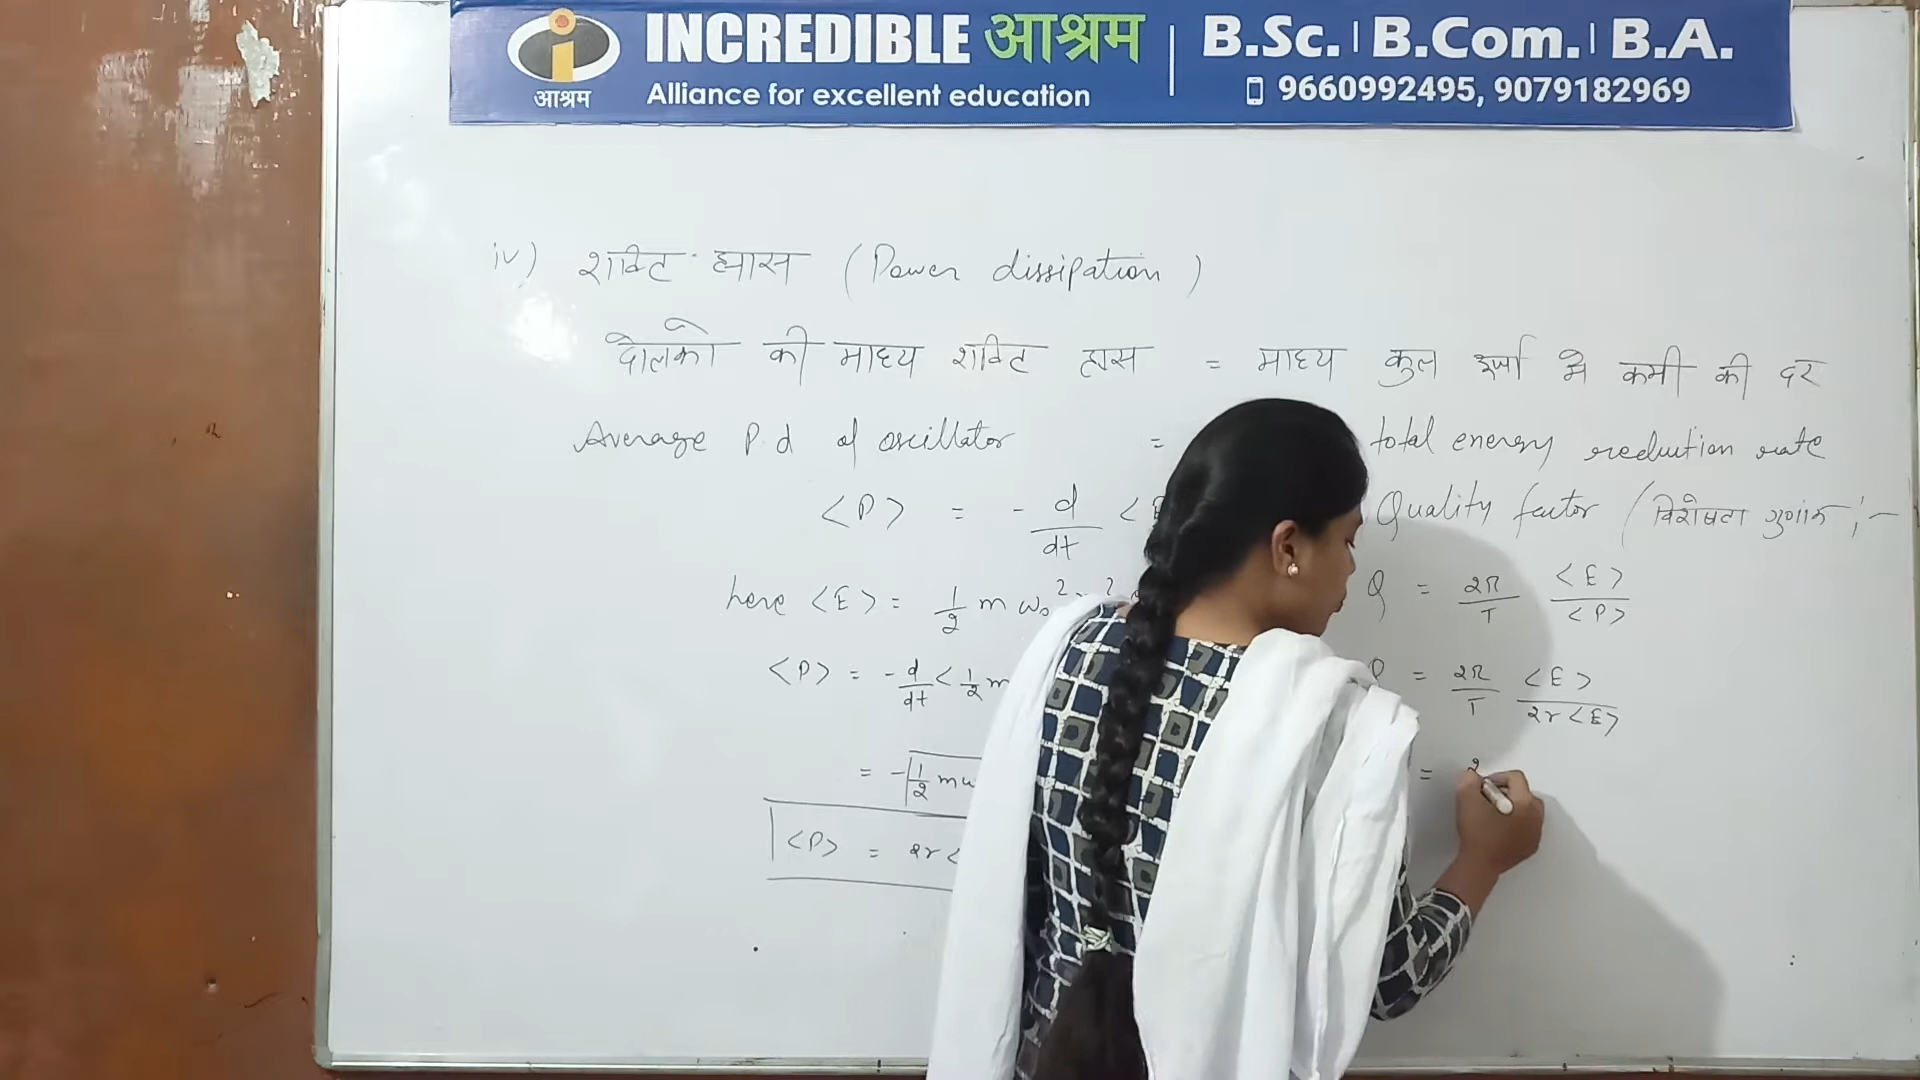 INCREDIBLE आश्रम
आश्रम
Alliance for excellent education
B.Sc. | B.Com. | B.A.
9660992495, 9079182969
iv) शक्ति ह्यास (Power dissipation)
दोलको की माध्य शक्ति ह्रास = माध्य कुल ऊर्जा मे कमी की दर
Average P.d of oscillator = total energy reduction rate
<P> = - d/dt <E
Quality factor (विशेषता गुणांक :-
here <E> = 1/2 m ω₀²
Q = 2π/T <E>/<P>
<P> = - d/dt < 1/2 m
= 2π/T <E>/2r<E>
= - 1/2 mω
= 2
<P> = 2r<